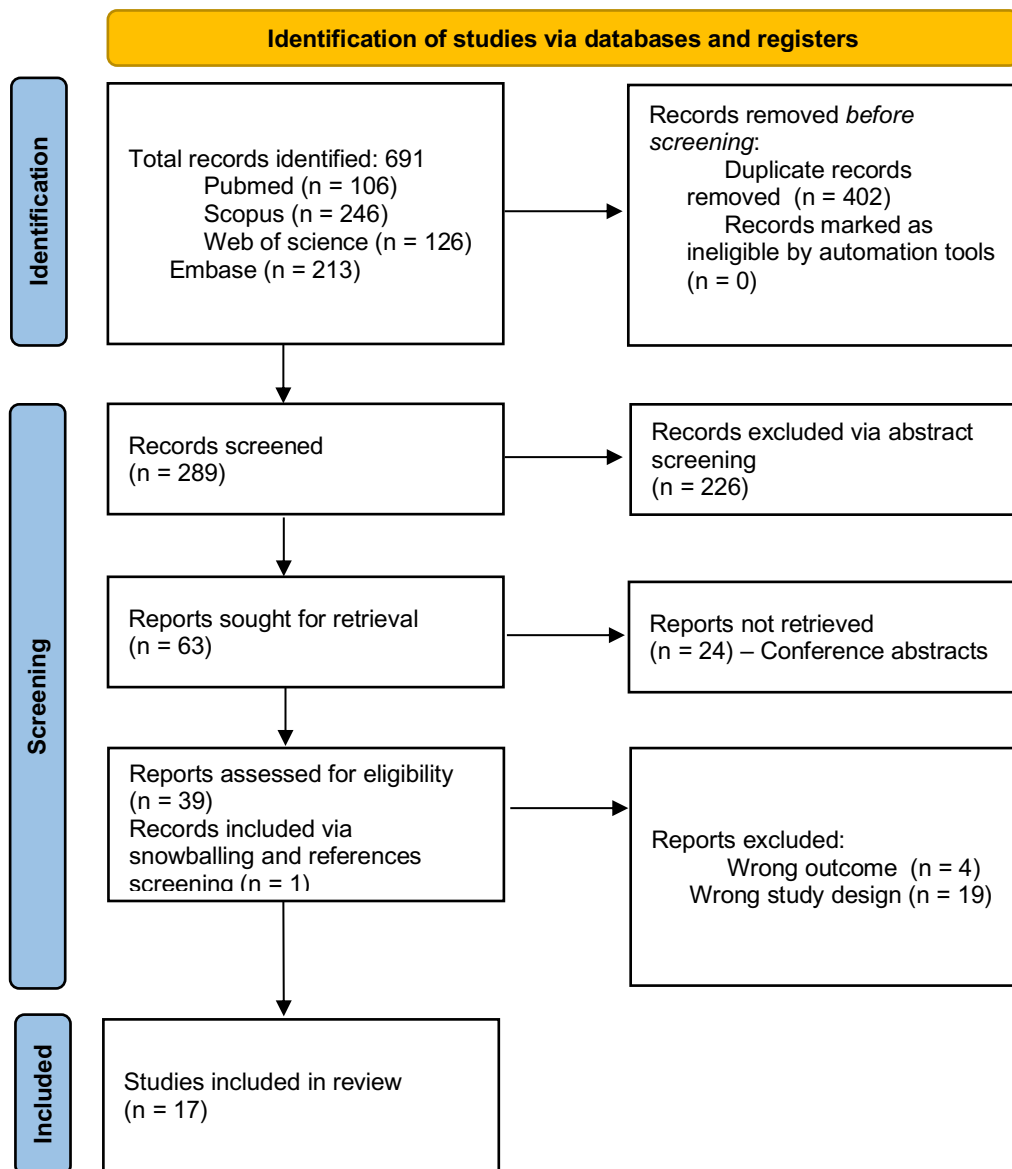 Identification of studies via databases and registers
Identification
Total records identified: 691
Pubmed (n = 106)
Scopus (n = 246)
Web of science (n = 126)
Embase (n = 213)
Records removed before
screening:
Duplicate records
removed  (n = 402)
Records marked as
ineligible by automation tools
(n = 0)
Screening
Records screened
(n = 289)
Records excluded via abstract
screening
(n = 226)
Reports sought for retrieval
(n = 63)
Reports not retrieved
(n = 24) – Conference abstracts
Reports assessed for eligibility
(n = 39)
Records included via
snowballing and references
screening (n = 1)
Reports excluded:
Wrong outcome  (n = 4)
Wrong study design (n = 19)
Included
Studies included in review
(n = 17)